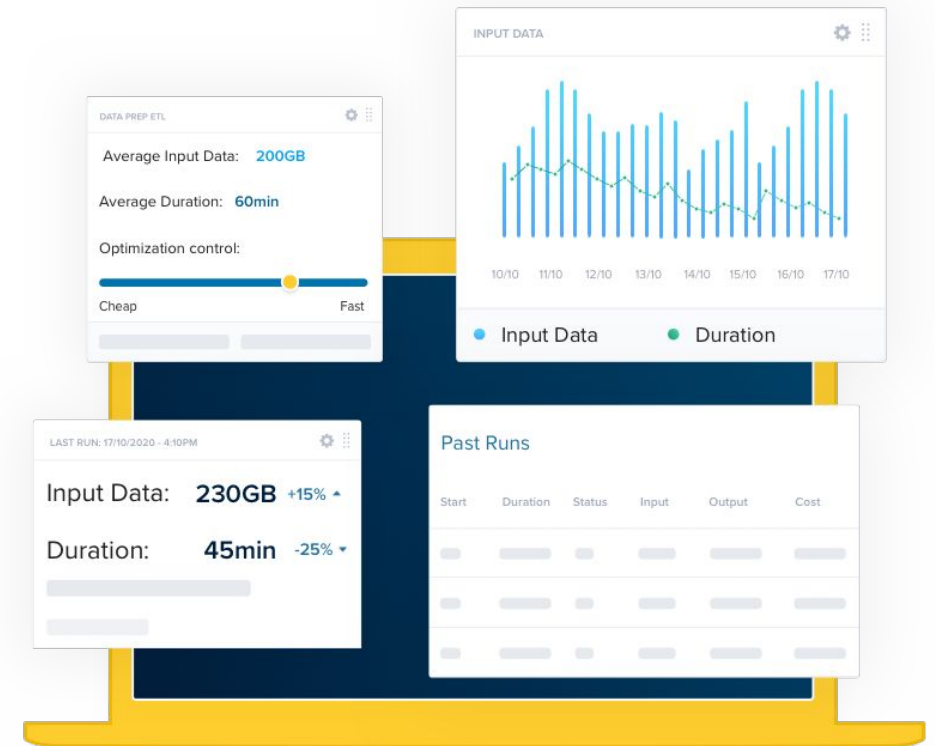 INPUT DATA
10/10 11/10 12/10 13/10 14/10 15/10 16/10 17/10
Input Data Duration
DATA PREP ETL
Average Input Data: 200GB
Average Duration: 60min
Optimization control:
Cheap Fast
LAST RUN: 17/10/2020 - 4:10PM
Input Data: 230GB +15%
Duration: 45min -25%
Past Runs
Start Duration Status Input Output Cost